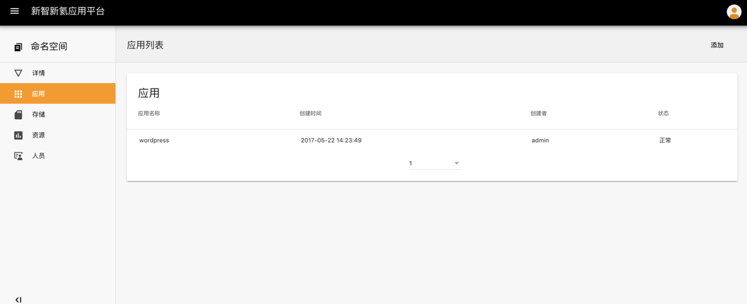 新智新氦应用平台
命名空间
应用列表
添加
详情
应用
存储
资源
人员
应用
应用名称 创建时间 创建者 状态
wordpress 2017-05-22 14:23:49 admin 正常
1